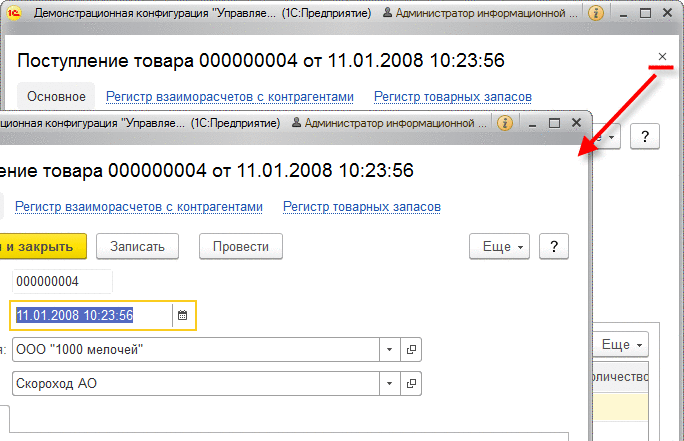 Демонстрационная конфигурация "Управляе... (1С:Предприятие) Администратор информационной ...
Поступление товара 000000004 от 11.01.2008 10:23:56
Основное Регистр взаиморасчетов с контрагентами Регистр товарных запасов
ционная конфигурация "Управляе... (1С:Предприятие) Администратор информационной ...
?
ение товара 000000004 от 11.01.2008 10:23:56
Регистр взаиморасчетов с контрагентами Регистр товарных запасов
и закрыть Записать Провести Еще ?
000000004
11.01.2008 10:23:56
ООО "1000 мелочей" Еще
Скороход АО оличество